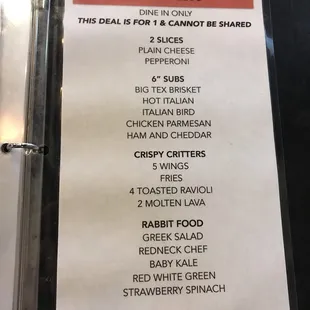 DINE IN ONLY
THIS DEAL IS FOR 1 & CANNOT BE SHARED
2 SLICES
PLAIN CHEESE
PEPPERONI
6" SUBS
BIG TEX BRISKET
HOT ITALIAN
ITALIAN BIRD
CHICKEN PARMESAN
HAM AND CHEDDAR
CRISPY CRITTERS
5 WINGS
FRIES
4 TOASTED RAVIOLI
2 MOLTEN LAVA
RABBIT FOOD
GREEK SALAD
REDNECK CHEF
BABY KALE
RED WHITE GREEN
STRAWBERRY SPINACH